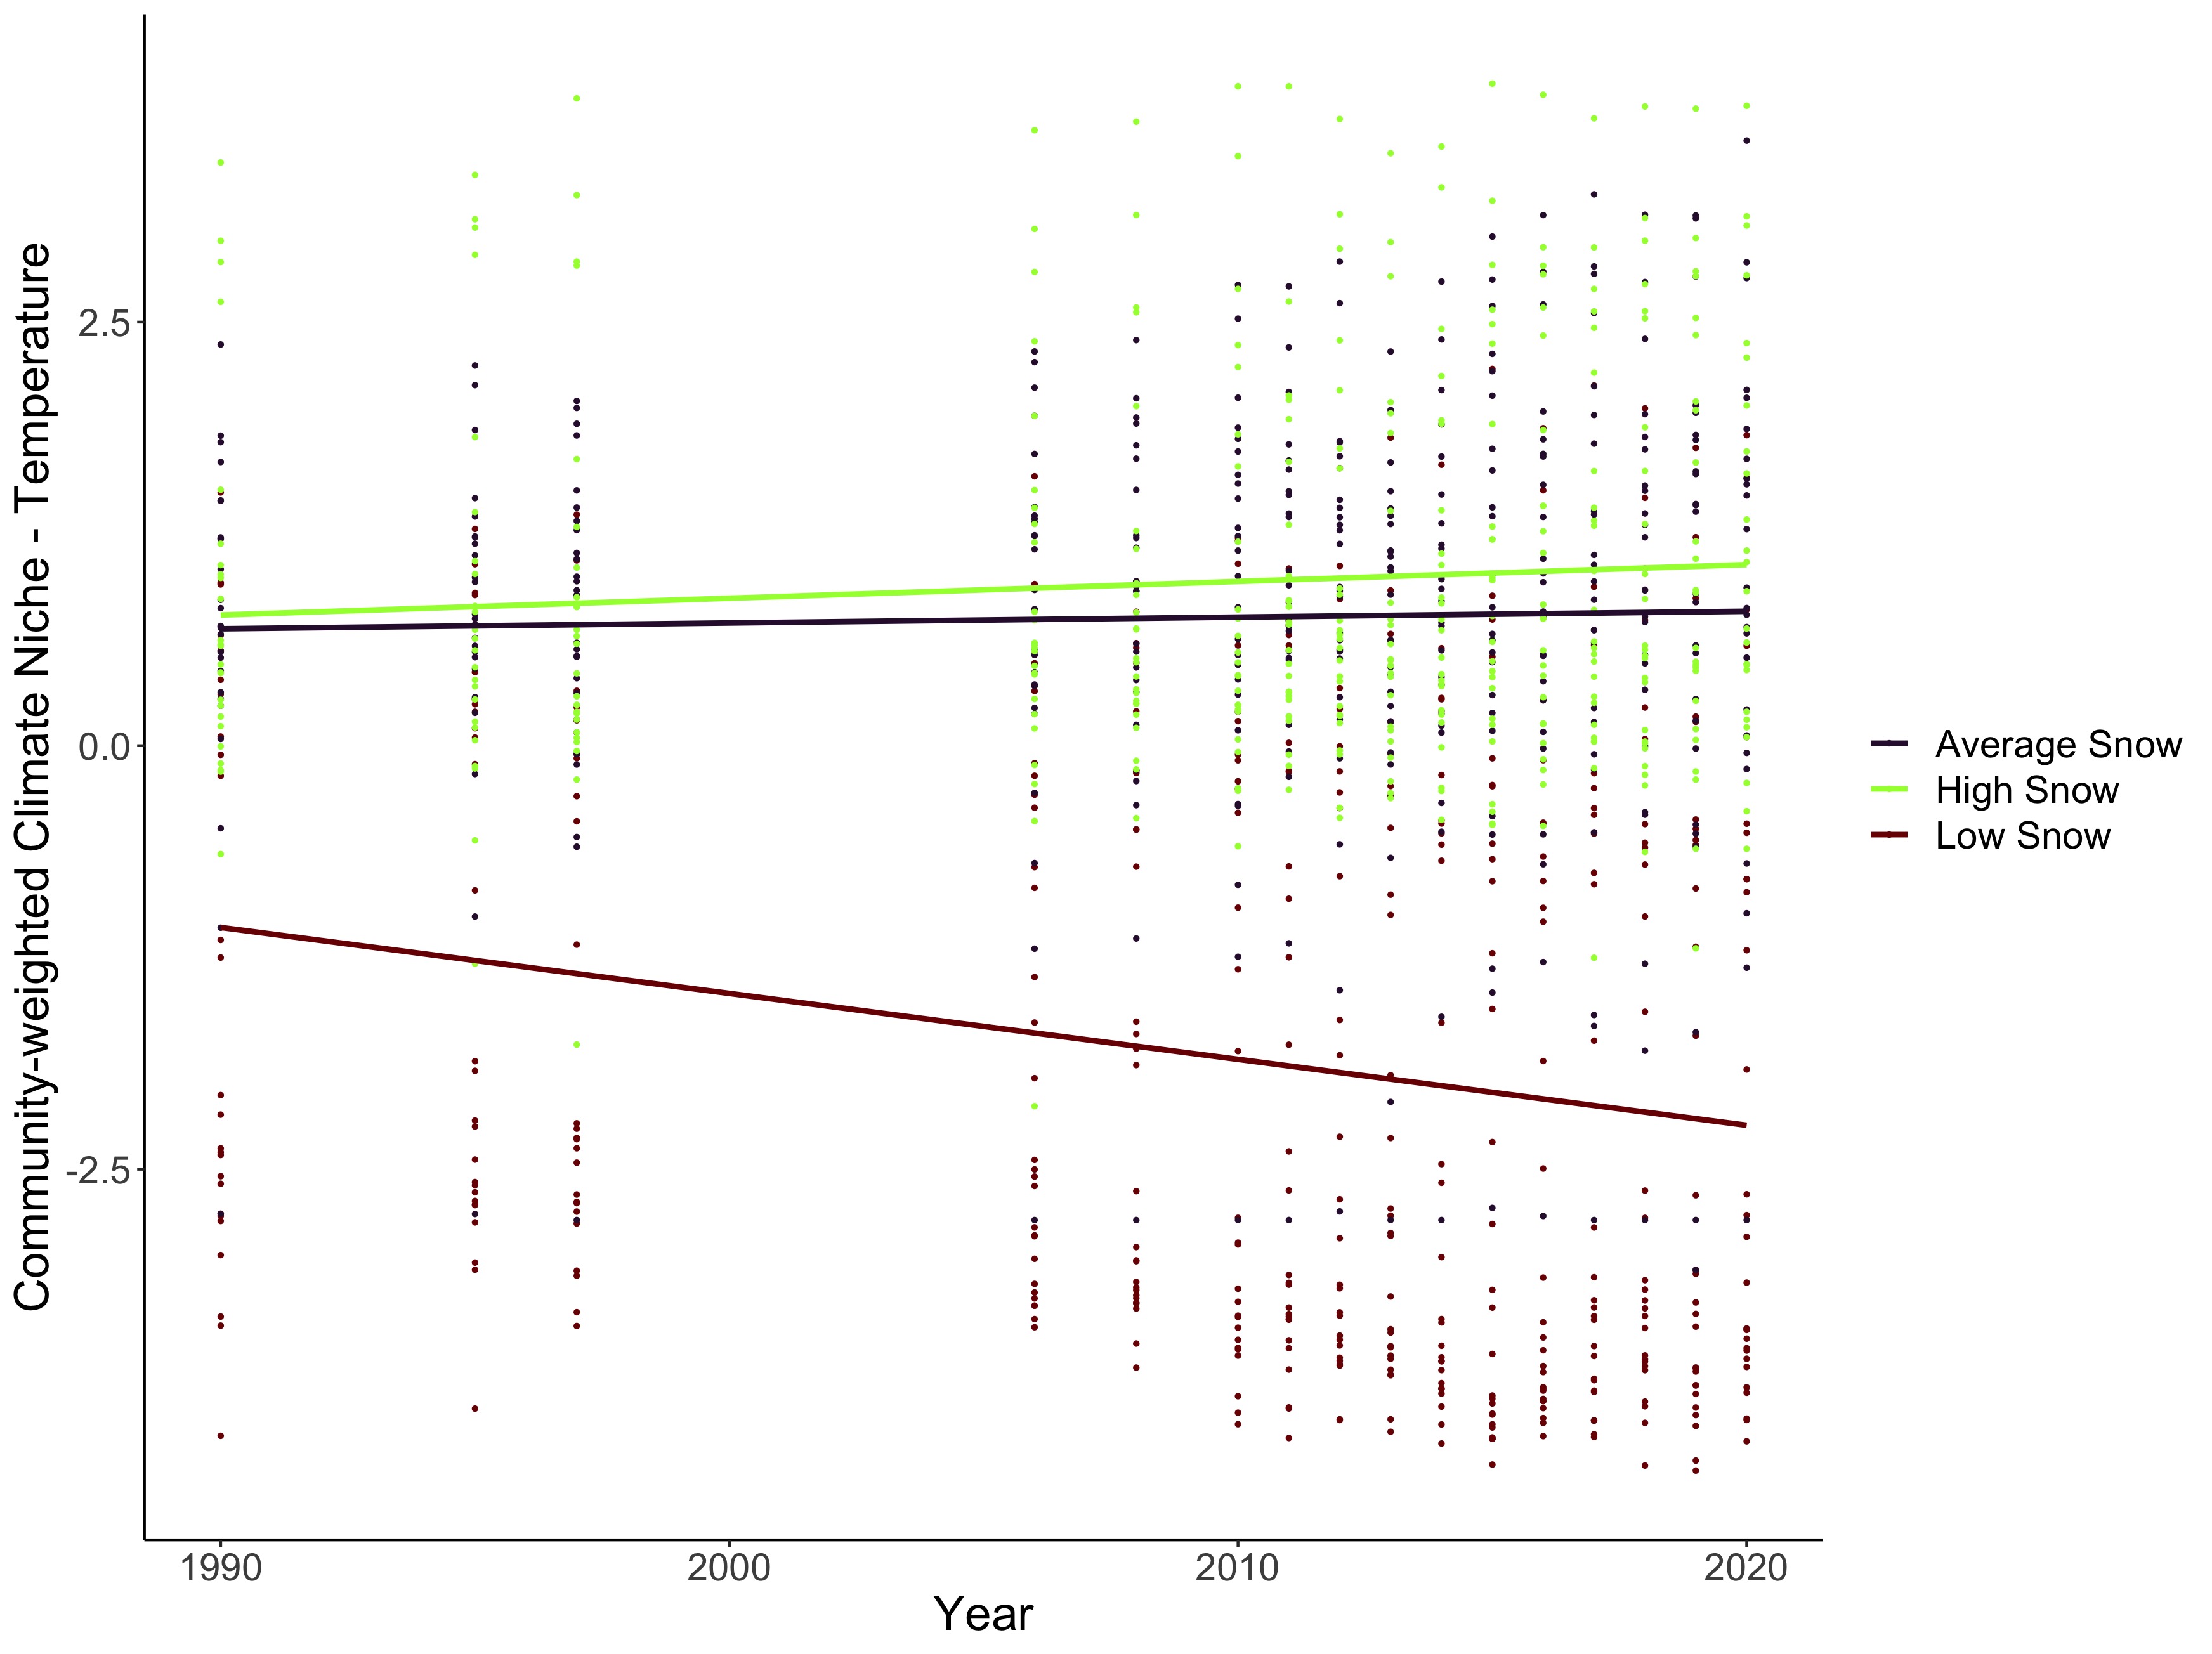 Community-weighted Climate Niche - Temperature
2.5
0.0
-2.5
1990
2000
2010
2020
Year
Average Snow
High Snow
Low Snow